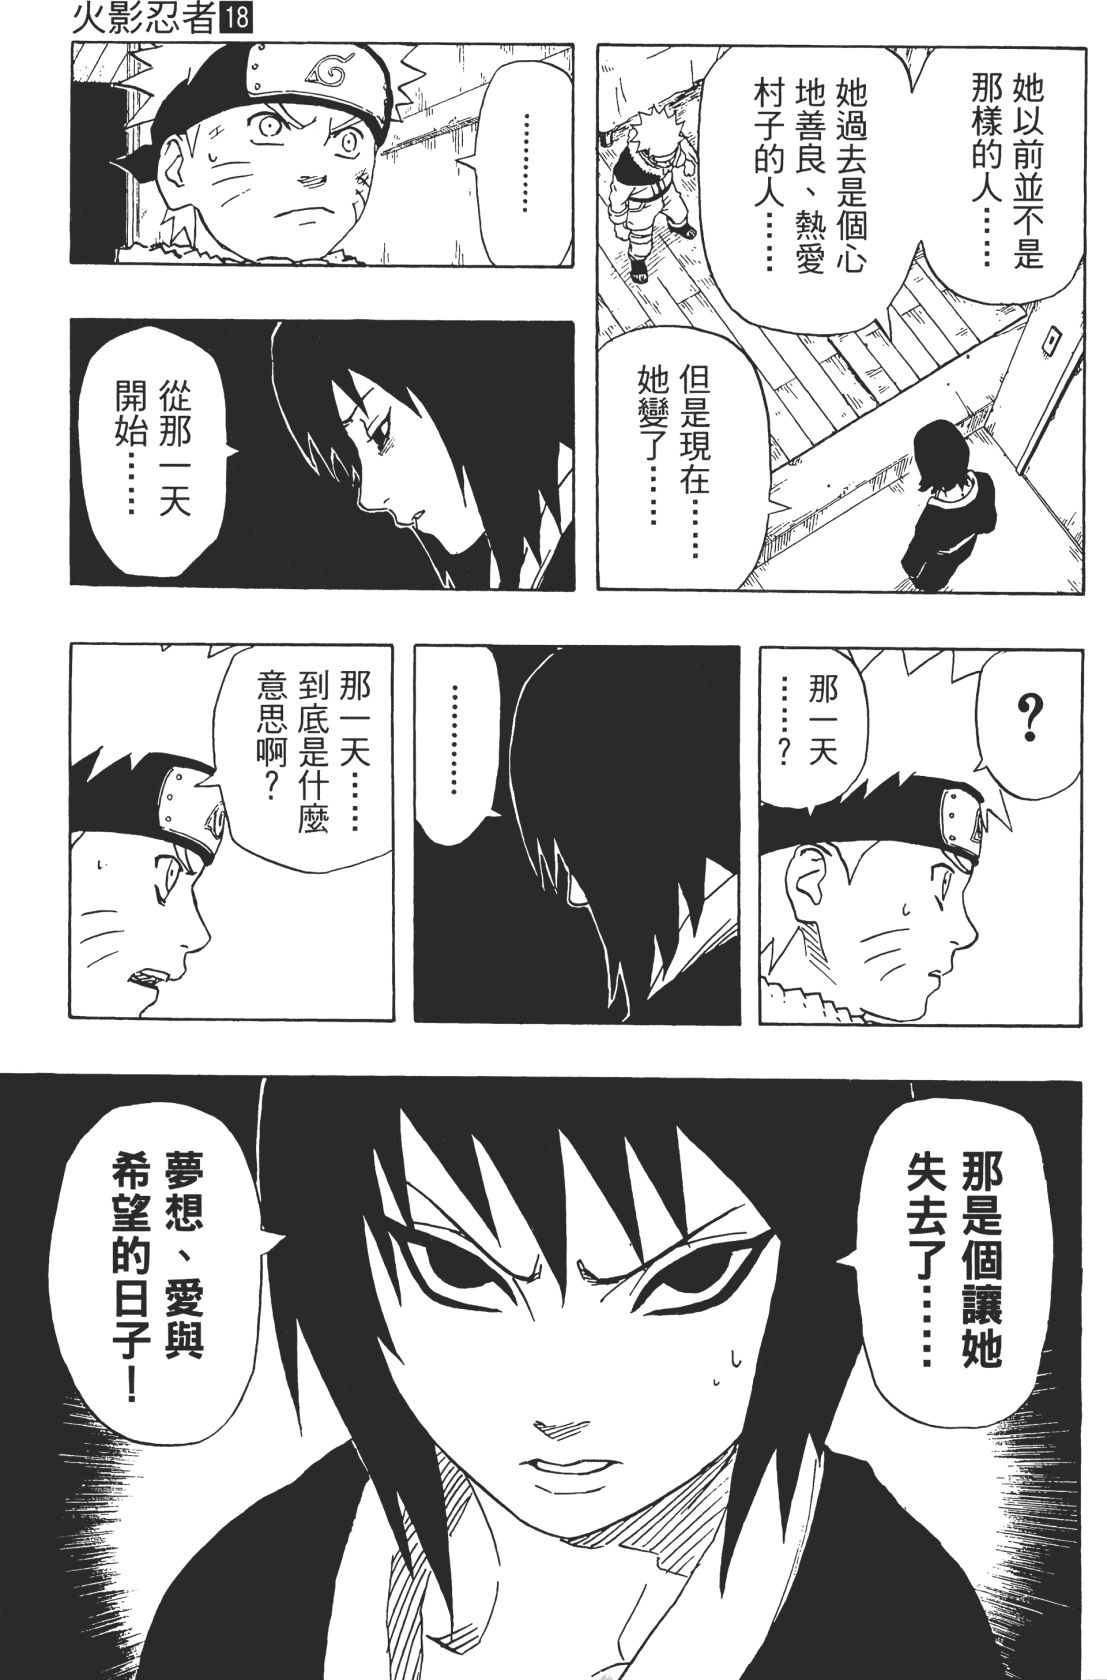 火影忍者18
她以前並不是
那樣的人……
她過去是個心
地善良、熱愛
村子的人……
但是現在……
她變了……
………
從那一天
開始……
？
那一天
……？
………
那一天……
到底是什麼
意思啊？
那是個讓她
失去了……
夢想、愛與
希望的日子！